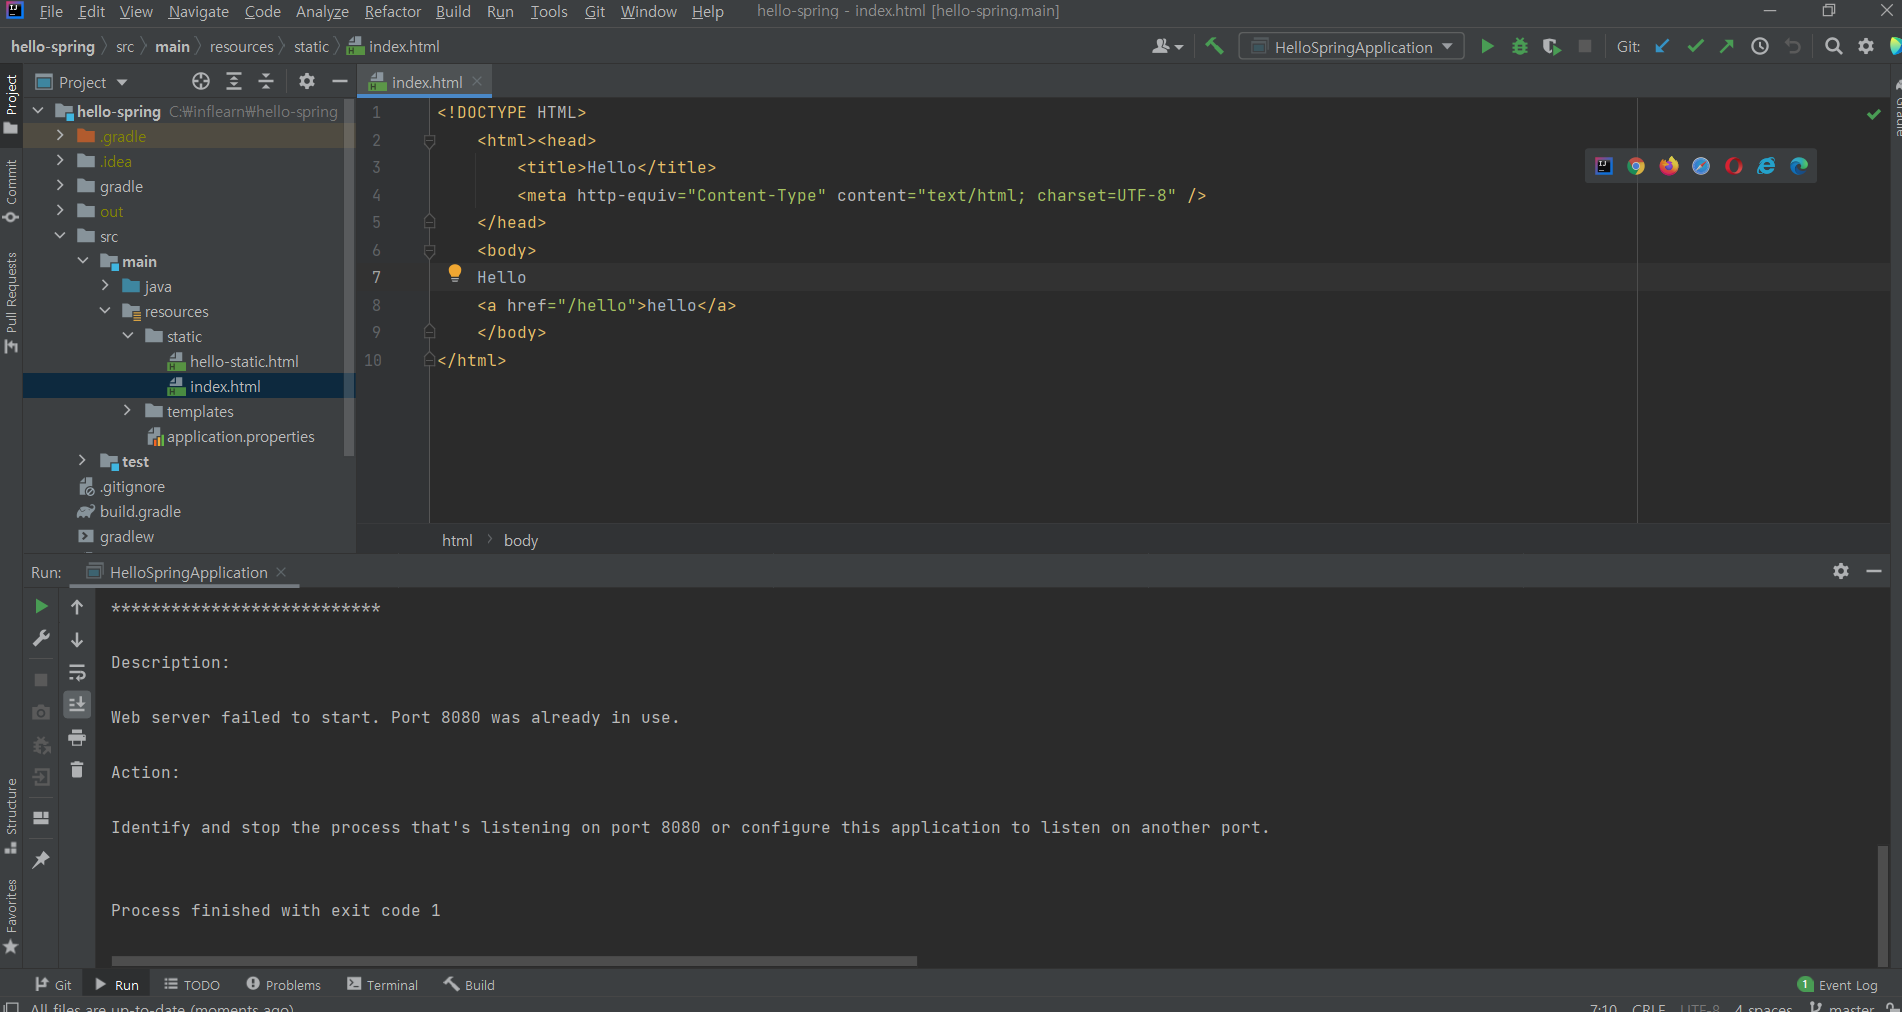 File Edit View Navigate Code Analyze Refactor Build Run Tools Git Window Help hello-spring - index.html [hello-spring.main]
hello-spring src main resources static index.html HelloSpringApplication Git:
Project
index.html
hello-spring C:₩inflearn₩hello-spring
.gradle
.idea
gradle
out
src
main
java
resources
static
hello-static.html
index.html
templates
application.properties
test
.gitignore
build.gradle
gradlew
Project
Commit
Pull Requests
Structure
Favorites
Gradle
1 <!DOCTYPE HTML>
2 <html><head>
3 <title>Hello</title>
4 <meta http-equiv="Content-Type" content="text/html; charset=UTF-8" />
5 </head>
6 <body>
7 Hello
8 <a href="/hello">hello</a>
9 </body>
10 </html>
html body
Run: HelloSpringApplication
***************************
Description:
Web server failed to start. Port 8080 was already in use.
Action:
Identify and stop the process that's listening on port 8080 or configure this application to listen on another port.
Process finished with exit code 1
Git Run TODO Problems Terminal Build 1 Event Log
All files are up-to-date (moments ago) 7:10 CRLF UTF-8 4 spaces master